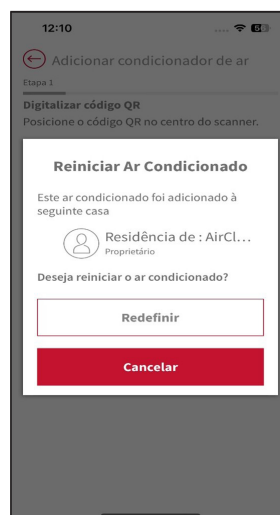 12:10
Adicionar condicionador de ar
Etapa 1
Digitalizar código QR
Posicione o código QR no centro do scanner.
Reiniciar Ar Condicionado
Este ar condicionado foi adicionado à
seguinte casa
Residência de : AirCl...
Proprietário
Deseja reiniciar o ar condicionado?
Redefinir
Cancelar